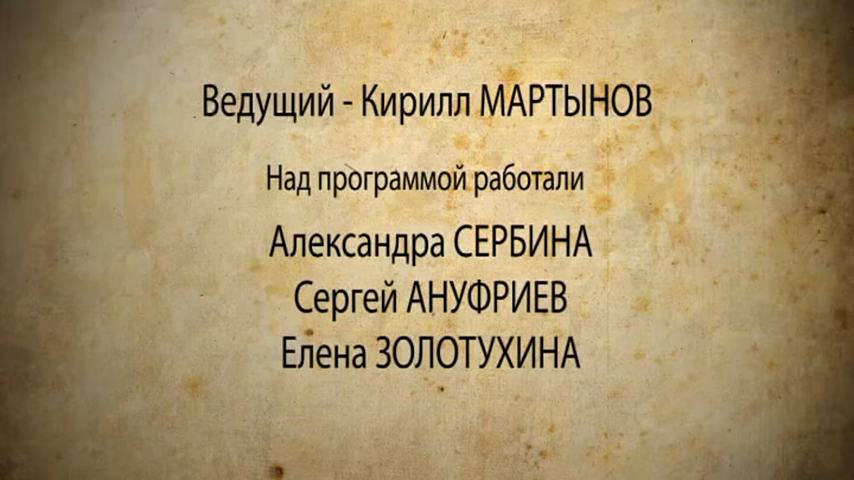 Ведущий - Кирилл МАРТЫНОВ
Над программой работали
Александра СЕРБИНА
Сергей АНУФРИЕВ
Елена ЗОЛОТУХИНА